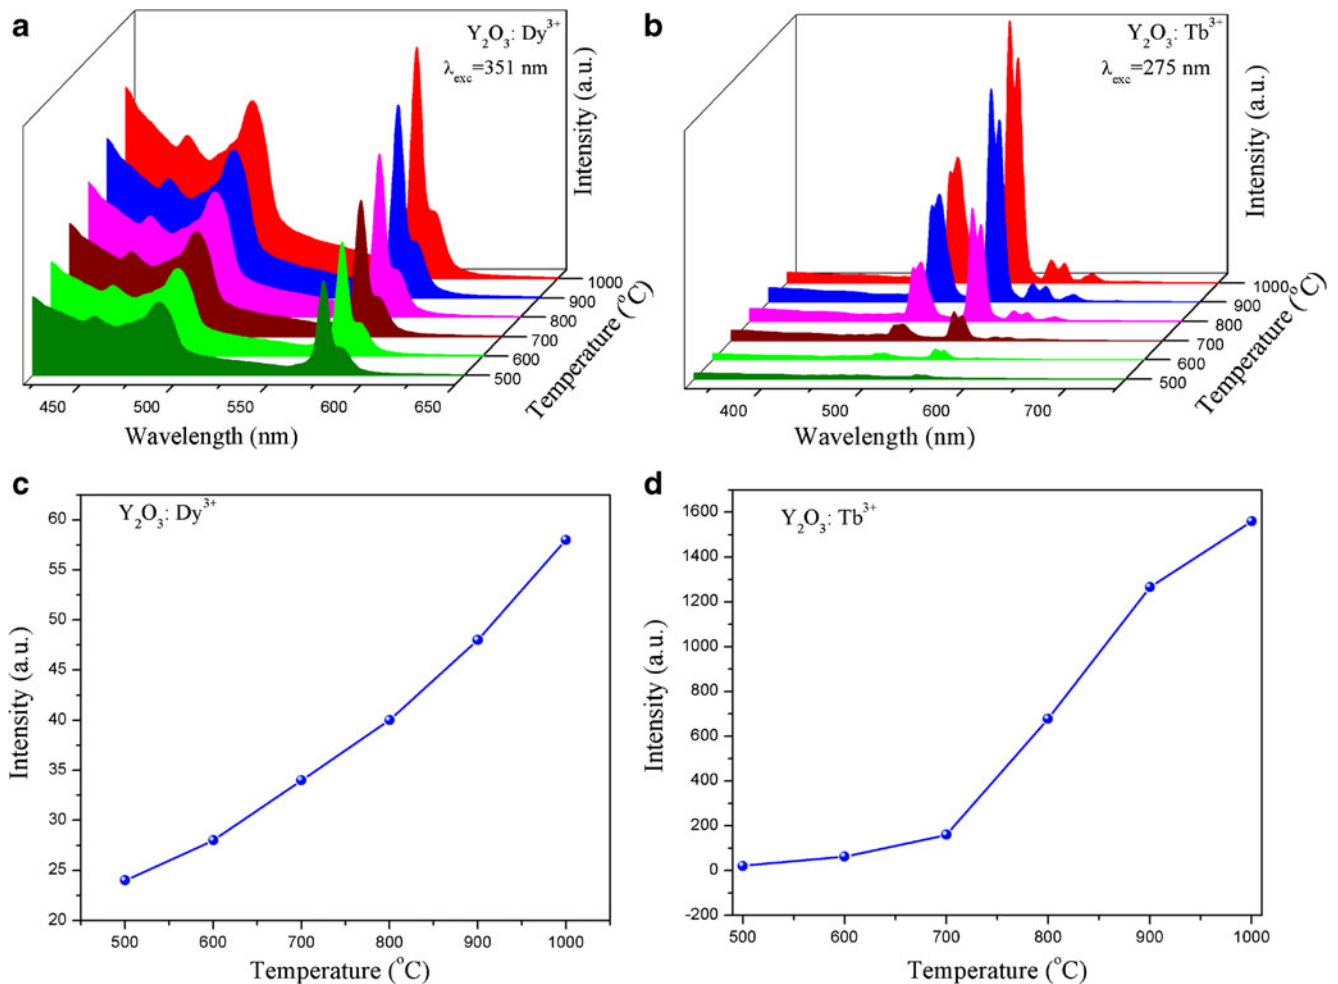 a
Y₂O₃: Dy³⁺
λexc=351 nm
Intensity (a.u.)
1000
900
800
700
600
500
Temperature (°C)
450 500 550 600 650
Wavelength (nm)
b
Y₂O₃: Tb³⁺
λexc=275 nm
Intensity (a.u.)
1000
900
800
700
600
500
Temperature (°C)
400 500 600 700
Wavelength (nm)
c
Y₂O₃: Dy³⁺
60
55
50
45
40
35
30
25
20
Intensity (a.u.)
500 600 700 800 900 1000
Temperature (°C)
d
Y₂O₃: Tb³⁺
1600
1400
1200
1000
800
600
400
200
0
-200
Intensity (a.u.)
500 600 700 800 900 1000
Temperature (°C)